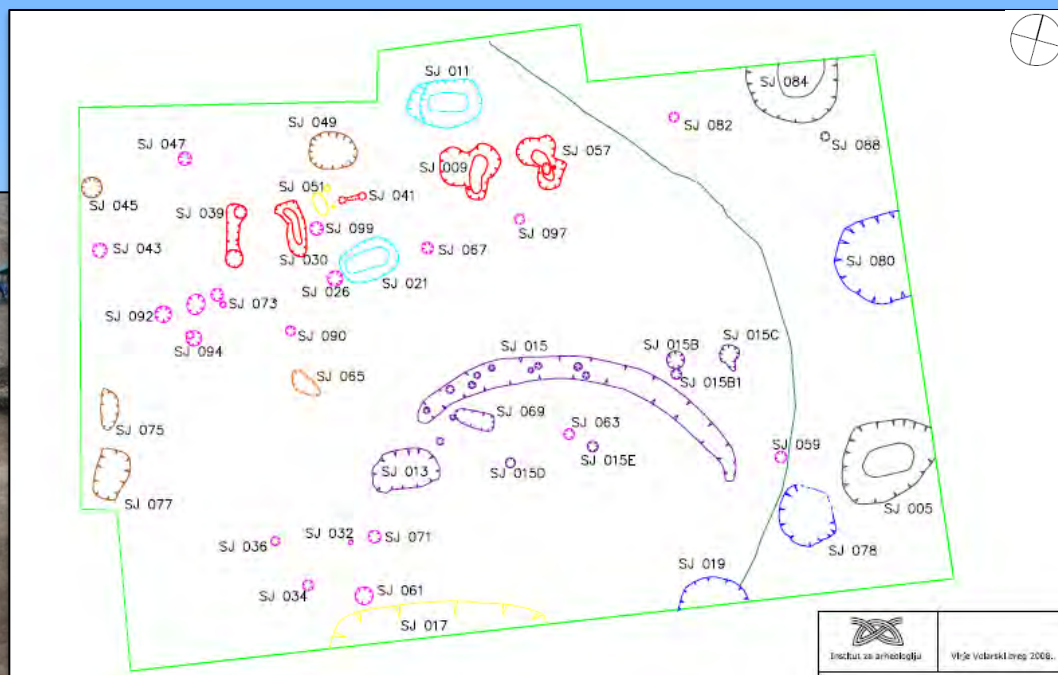 SJ 011
SJ 084
SJ 082
SJ 088
SJ 049
SJ 047
SJ 057
SJ 009
SJ 051
SJ 041
SJ 045
SJ 039
SJ 099
SJ 097
SJ 043
SJ 067
SJ 080
SJ 030
SJ 021
SJ 026
SJ 073
SJ 092
SJ 090
SJ 094
SJ 015
SJ 015B
SJ 015C
SJ 015B1
SJ 065
SJ 069
SJ 063
SJ 075
SJ 015E
SJ 059
SJ 013
SJ 015D
SJ 077
SJ 005
SJ 032
SJ 071
SJ 036
SJ 078
SJ 019
SJ 034
SJ 061
SJ 017
Institut za arheologiju
Virje Volarski breg 2008.